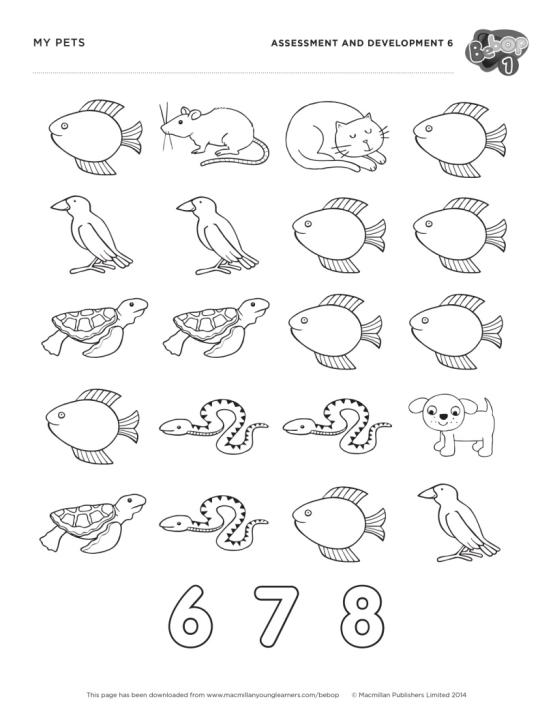 MY PETS
ASSESSMENT AND DEVELOPMENT 6
Bebop
1
6 7 8
This page has been downloaded from www.macmillanyounglearners.com/bebop © Macmillan Publishers Limited 2014